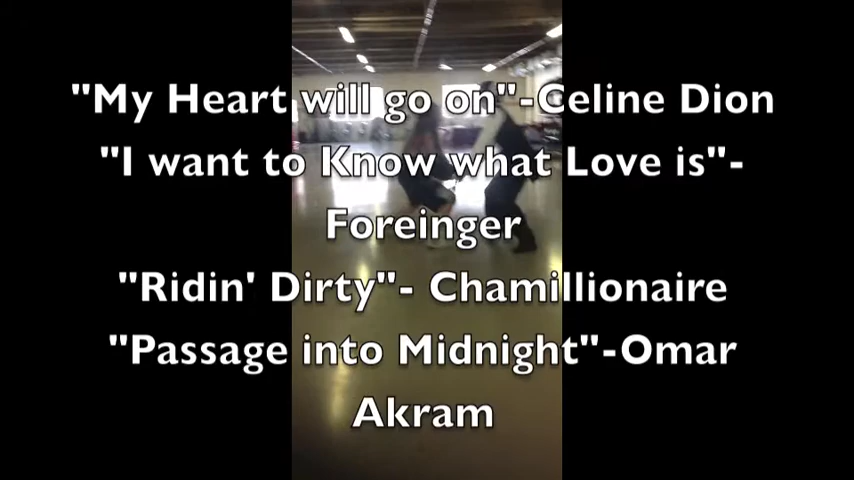 "My Heart will go on"-Celine Dion
"I want to Know what Love is"-
Foreinger
"Ridin' Dirty"- Chamillionaire
"Passage into Midnight"-Omar
Akram